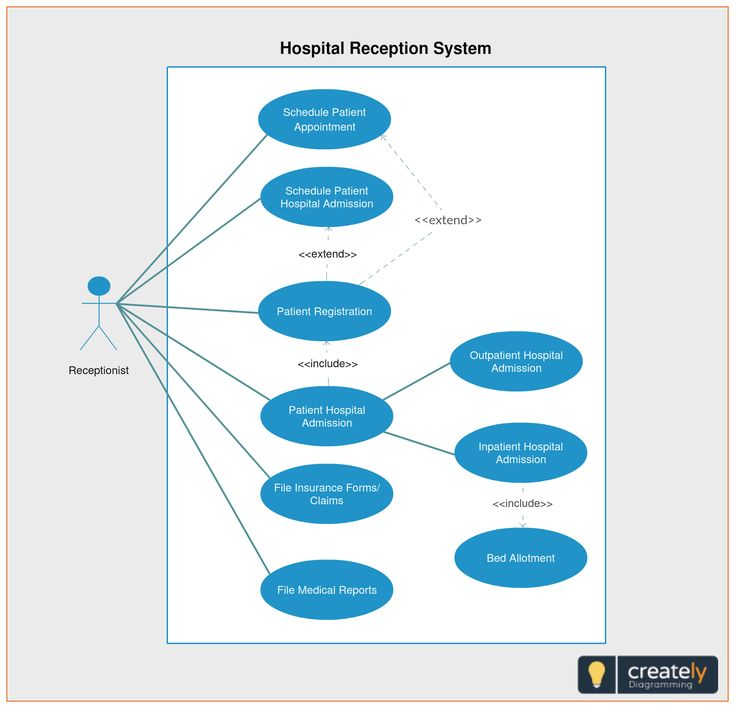 Hospital Reception System
Schedule Patient
Appointment
Schedule Patient
Hospital Admission
<<extend>>
<<extend>>
Patient Registration
Receptionist
<<include>>
Outpatient Hospital
Admission
Patient Hospital
Admission
Inpatient Hospital
Admission
File Insurance Forms/
Claims
<<include>>
Bed Allotment
File Medical Reports
creately
Diagramming